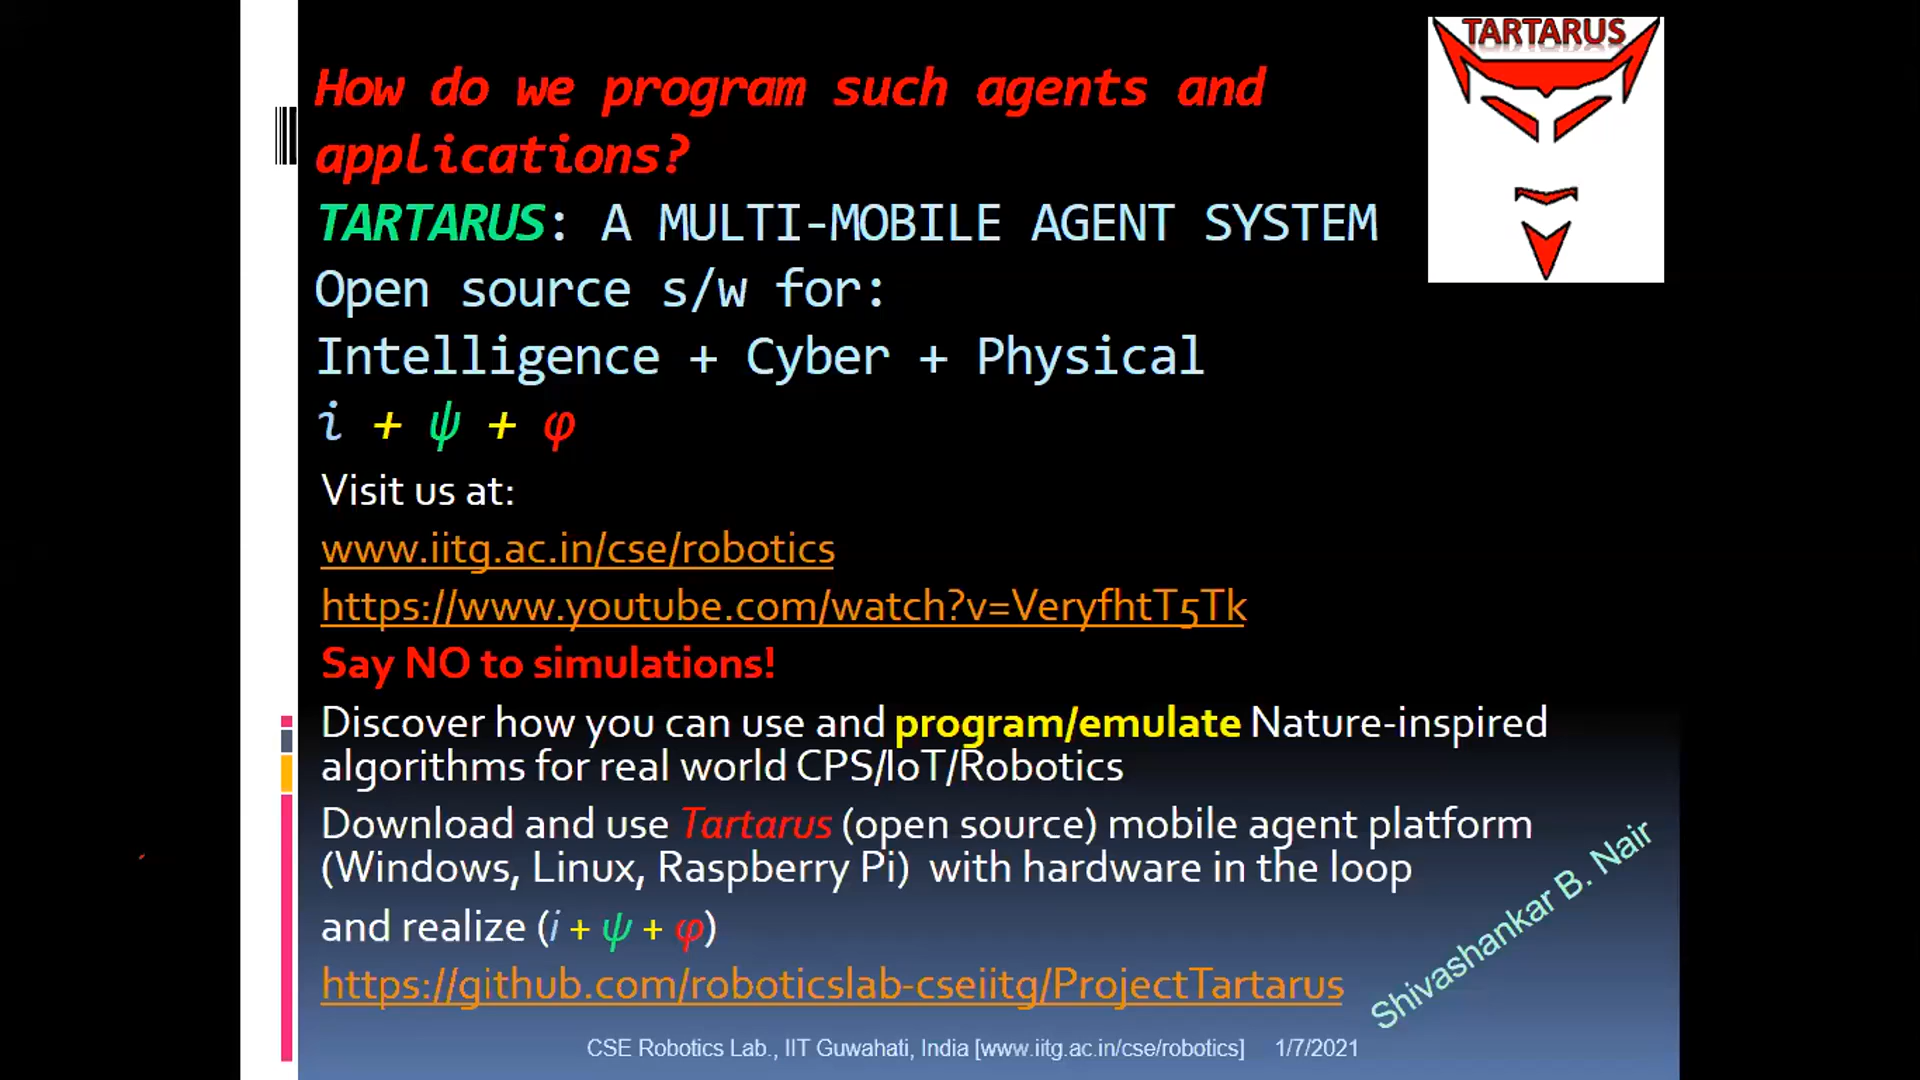 TARTARUS
How do we program such agents and
applications?
TARTARUS: A MULTI-MOBILE AGENT SYSTEM
Open source s/w for:
Intelligence + Cyber + Physical
i + ψ + φ
Visit us at:
www.iitg.ac.in/cse/robotics
https://www.youtube.com/watch?v=VeryfhtT5Tk
Say NO to simulations!
Discover how you can use and program/emulate Nature-inspired
algorithms for real world CPS/IoT/Robotics
Download and use Tartarus (open source) mobile agent platform
(Windows, Linux, Raspberry Pi) with hardware in the loop
and realize (i + ψ + φ)
https://github.com/roboticslab-cseiitg/ProjectTartarus
Shivashankar B. Nair
CSE Robotics Lab., IIT Guwahati, India [www.iitg.ac.in/cse/robotics] 1/7/2021